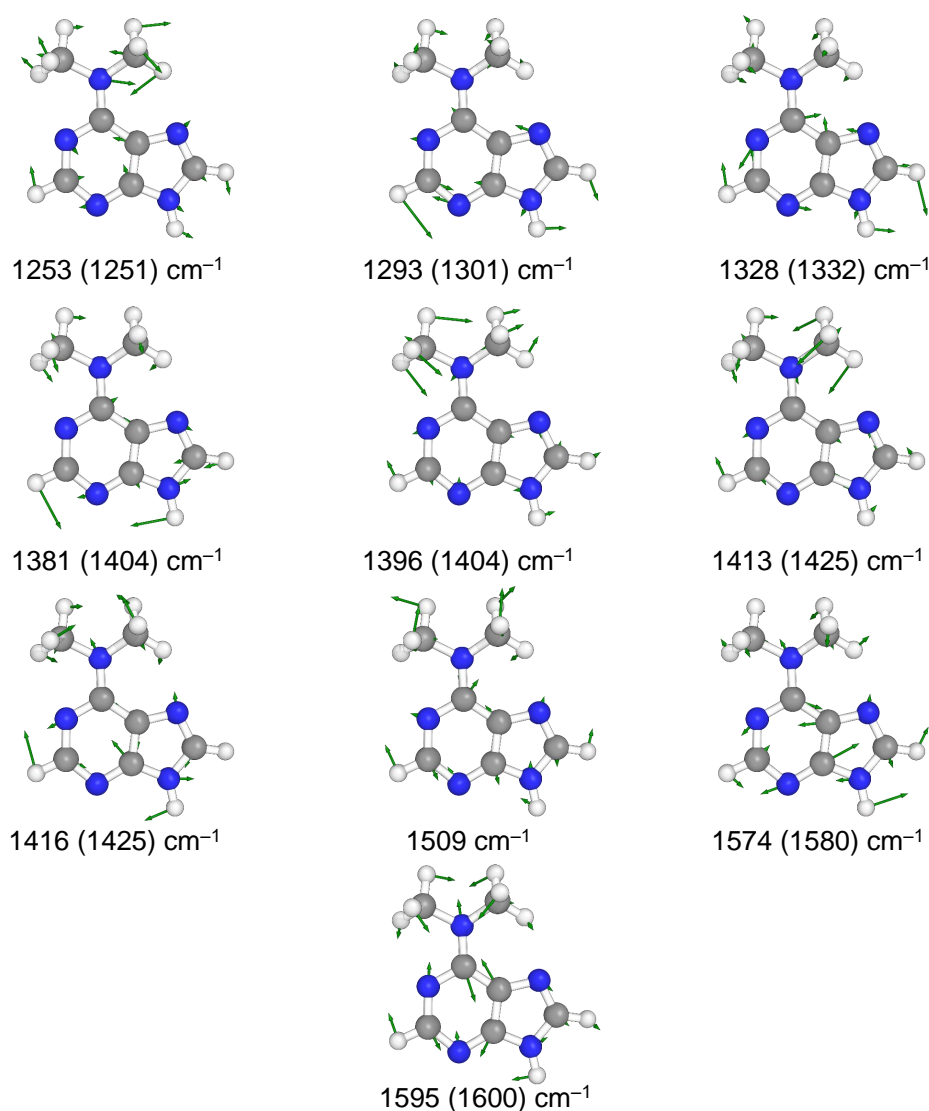 1253 (1251) cm⁻¹
1293 (1301) cm⁻¹
1328 (1332) cm⁻¹
1381 (1404) cm⁻¹
1396 (1404) cm⁻¹
1413 (1425) cm⁻¹
1416 (1425) cm⁻¹
1509 cm⁻¹
1574 (1580) cm⁻¹
1595 (1600) cm⁻¹